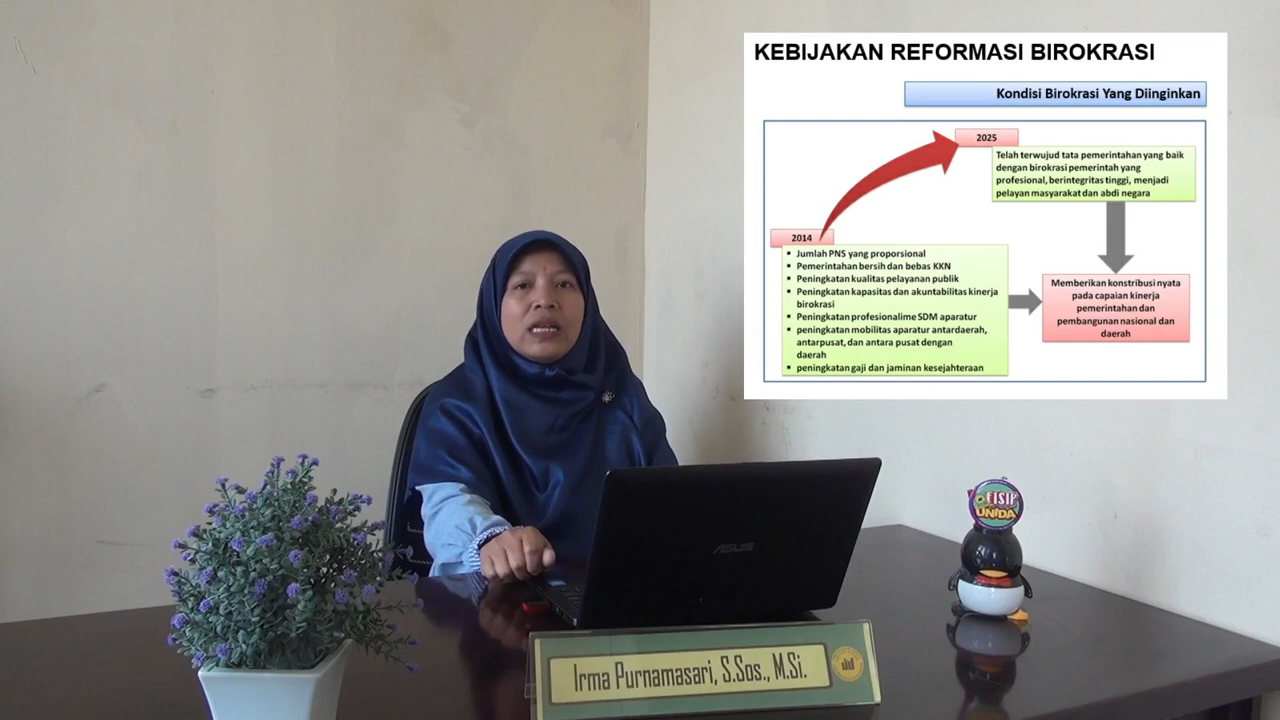 KEBIJAKAN REFORMASI BIROKRASI
Kondisi Birokrasi Yang Diinginkan
2025
Telah terwujud tata pemerintahan yang baik
dengan birokrasi pemerintah yang
profesional, berintegritas tinggi, menjadi
pelayan masyarakat dan abdi negara
2014
Jumlah PNS yang proporsional
Pemerintahan bersih dan bebas KKN
Peningkatan kualitas pelayanan publik
Peningkatan kapasitas dan akuntabilitas kinerja
birokrasi
Peningkatan profesionalime SDM aparatur
peningkatan mobilitas aparatur antardaerah,
antarpusat, dan antara pusat dengan
daerah
peningkatan gaji dan jaminan kesejahteraan
Memberikan konstribusi nyata
pada capaian kinerja
pemerintahan dan
pembangunan nasional dan
daerah
ASUS
FISIP
UNIDA
Irma Purnamasari, S.Sos., M.Si.